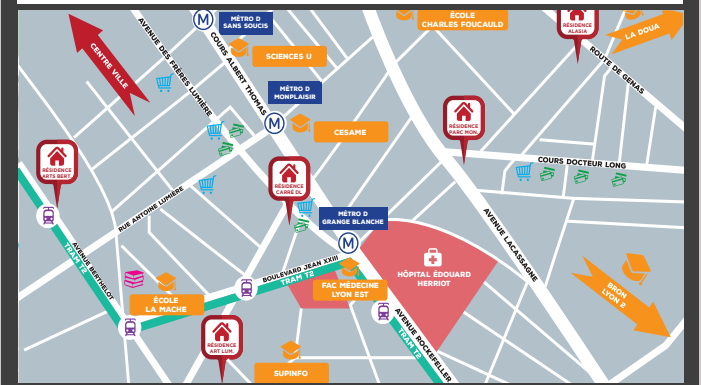 MÉTRO D
SANS SOUCIS
ÉCOLE
CHARLES FOUCAULD
RÉSIDENCE
ALASIA
LA DOUA
CENTRE VILLE
AVENUE DES FRÈRES LUMIÈRE
COURS ALBERT THOMAS
SCIENCES U
ROUTE DE GENAS
MÉTRO D
MONPLAISIR
CESAME
RÉSIDENCE
PARC MON.
COURS DOCTEUR LONG
RÉSIDENCE
ARTS BERT.
RÉSIDENCE
CARRÉ DL
RUE ANTOINE LUMIÈRE
MÉTRO D
GRANGE BLANCHE
AVENUE LACASSAGNE
AVENUE BERTHELOT
TRAM T2
BOULEVARD JEAN XXIII
TRAM T2
HÔPITAL ÉDOUARD
HERRIOT
FAC MÉDECINE
LYON EST
ÉCOLE
LA MACHE
BRON
LYON 2
AVENUE ROCKEFELLER
TRAM T2
RÉSIDENCE
ART LUM.
SUPINFO
M
M
M